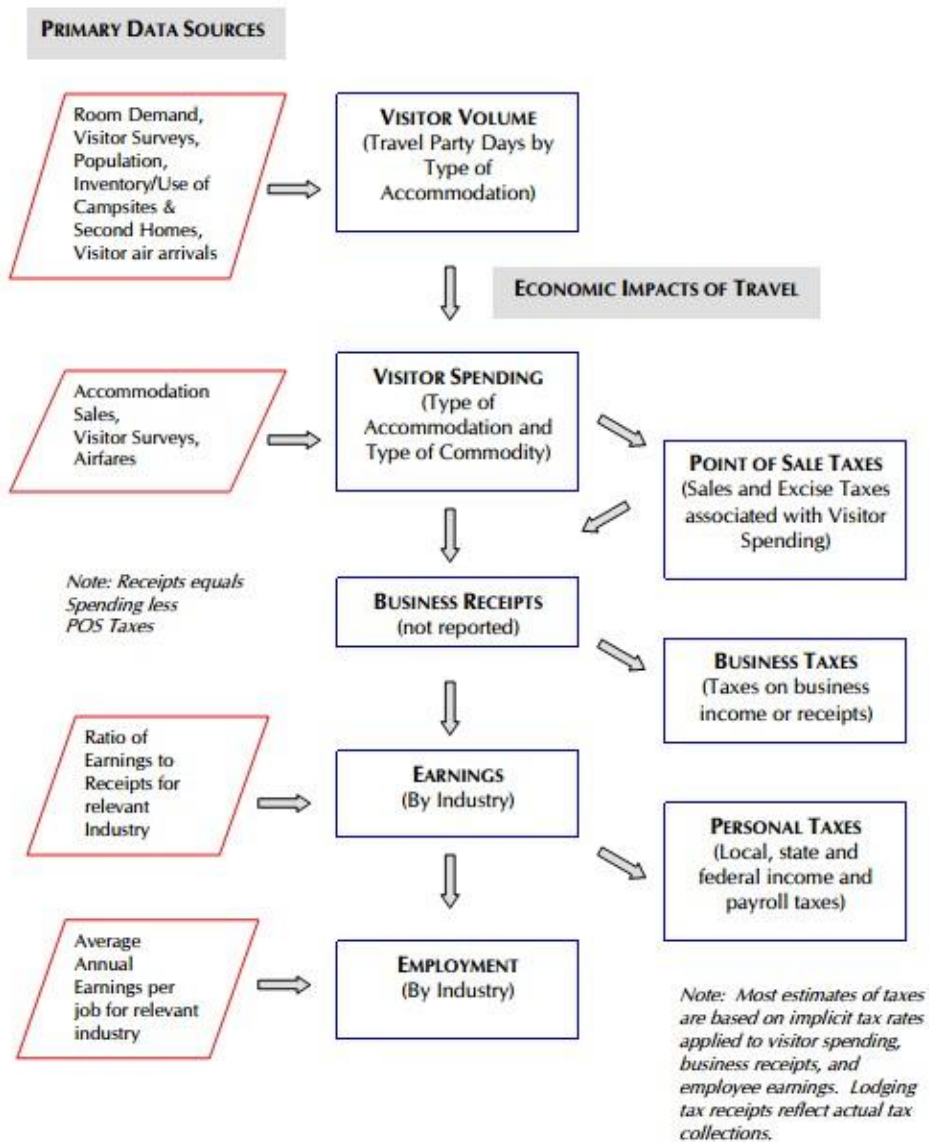 PRIMARY DATA SOURCES
Room Demand,
Visitor Surveys,
Population,
Inventory/Use of
Campsites &
Second Homes,
Visitor air arrivals
VISITOR VOLUME
(Travel Party Days by
Type of
Accommodation)
ECONOMIC IMPACTS OF TRAVEL
Accommodation
Sales,
Visitor Surveys,
Airfares
VISITOR SPENDING
(Type of
Accommodation and
Type of Commodity)
POINT OF SALE TAXES
(Sales and Excise Taxes
associated with Visitor
Spending)
Note: Receipts equals
Spending less
POS Taxes
BUSINESS RECEIPTS
(not reported)
BUSINESS TAXES
(Taxes on business
income or receipts)
Ratio of
Earnings to
Receipts for
relevant
Industry
EARNINGS
(By Industry)
PERSONAL TAXES
(Local, state and
federal income and
payroll taxes)
Average
Annual
Earnings per
job for relevant
industry
EMPLOYMENT
(By Industry)
Note: Most estimates of taxes
are based on implicit tax rates
applied to visitor spending,
business receipts, and
employee earnings. Lodging
tax receipts reflect actual tax
collections.